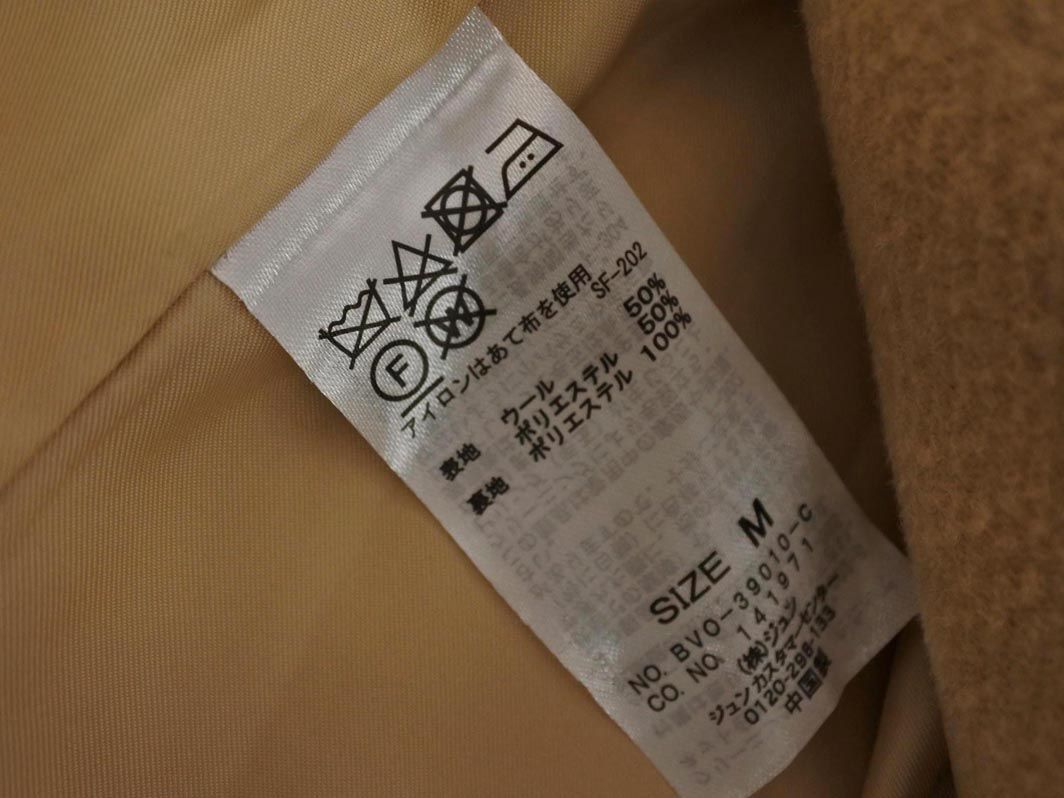 F W
アイロンはあて布を使用
SF-202
表地 ウール 50%
ポリエステル 50%
裏地 ポリエステル 100%
SIZE M
NO. BVO-39010-C
CO. NO. 141971
(株)ジュン
ジュン カスタマーセンター
0120-298-133
中国製